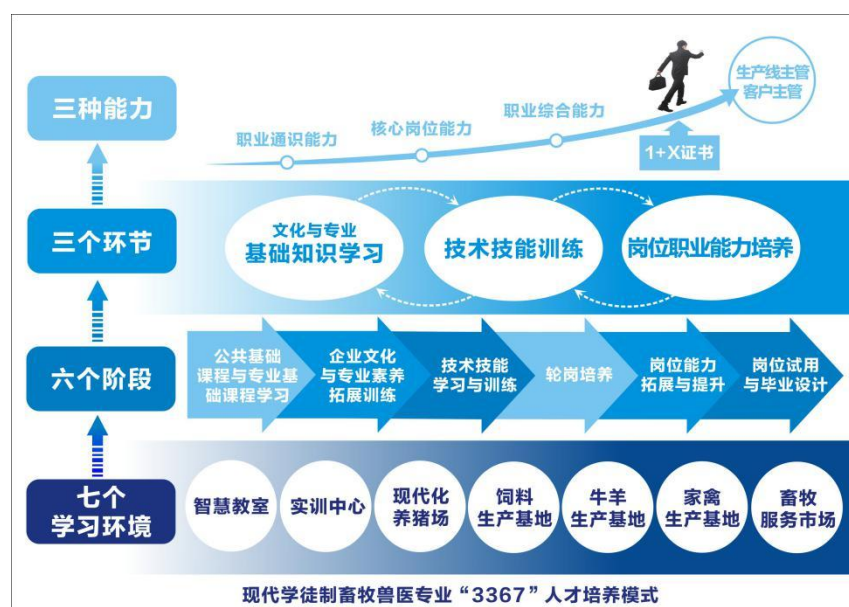 三种能力
职业通识能力
核心岗位能力
职业综合能力
1+X证书
生产线主管
客户主管
三个环节
文化与专业
基础知识学习
技术技能训练
岗位职业能力培养
六个阶段
公共基础
课程与专业基
础课程学习
企业文化
与专业素养
拓展训练
技术技能
学习与训练
轮岗培养
岗位能力
拓展与提升
岗位试用
与毕业设计
七个
学习环境
智慧教室
实训中心
现代化
养猪场
饲料
生产基地
牛羊
生产基地
家禽
生产基地
畜牧
服务市场
现代学徒制畜牧兽医专业“3367”人才培养模式